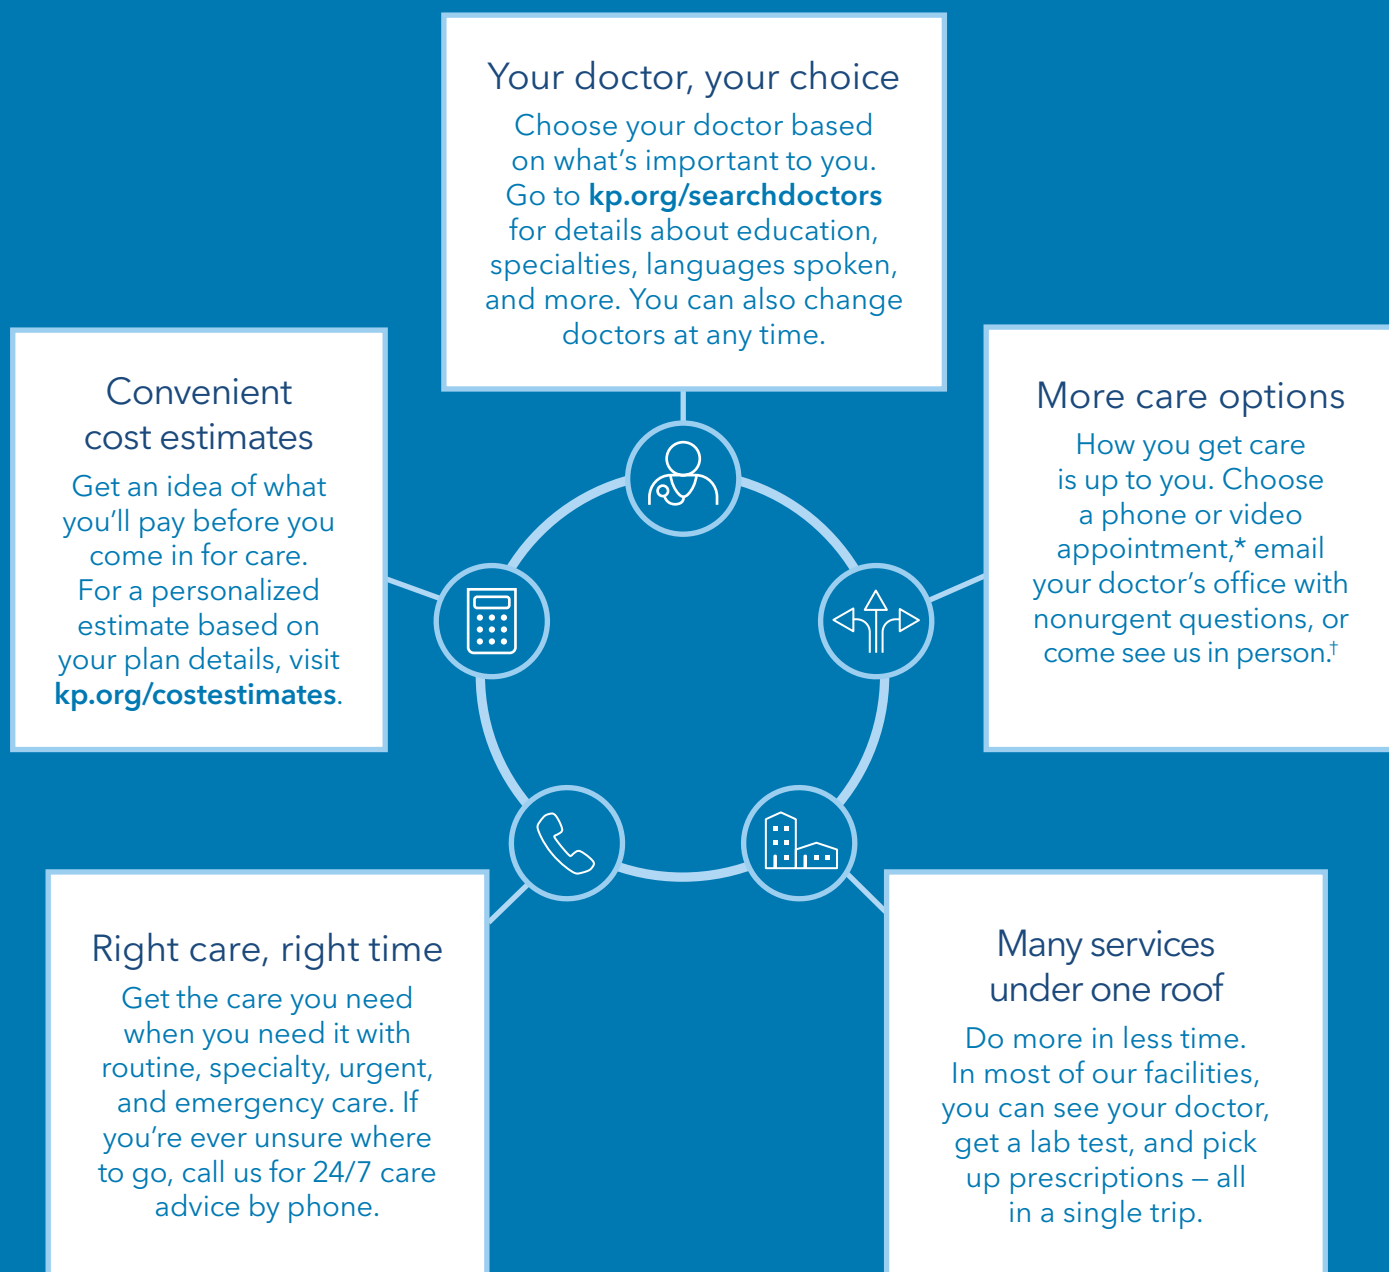 Your doctor, your choice
Choose your doctor based
on what’s important to you.
Go to kp.org/searchdoctors
for details about education,
specialties, languages spoken,
and more. You can also change
doctors at any time.
Convenient
cost estimates
Get an idea of what
you’ll pay before you
come in for care.
For a personalized
estimate based on
your plan details, visit
kp.org/costestimates.
More care options
How you get care
is up to you. Choose
a phone or video
appointment,* email
your doctor’s office with
nonurgent questions, or
come see us in person.†
Right care, right time
Get the care you need
when you need it with
routine, specialty, urgent,
and emergency care. If
you’re ever unsure where
to go, call us for 24/7 care
advice by phone.
Many services
under one roof
Do more in less time.
In most of our facilities,
you can see your doctor,
get a lab test, and pick
up prescriptions – all
in a single trip.